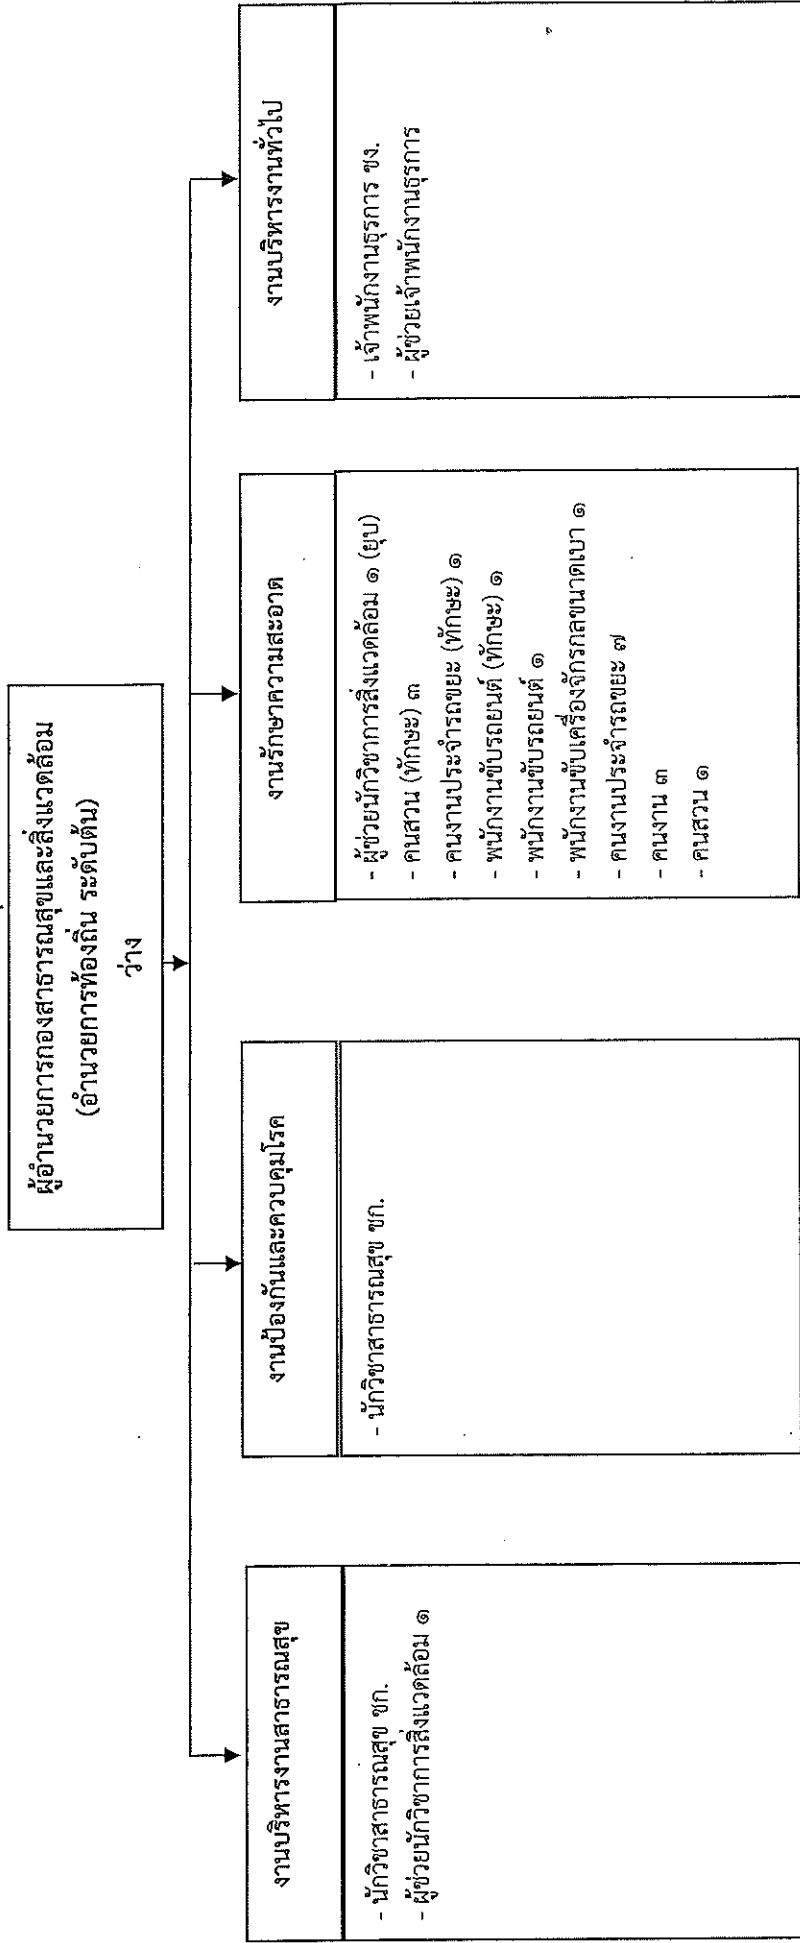 ผู้อำนวยการกองสาธารณสุขและสิ่งแวดล้อม
(อำนวยการท้องถิ่น ระดับต้น)
ว่าง
งานบริหารงานสาธารณสุข
- นักวิชาสาธารณสุข ชก.
- ผู้ช่วยนักวิชาการสิ่งแวดล้อม ๑
งานป้องกันและควบคุมโรค
- นักวิชาสาธารณสุข ชก.
งานรักษาความสะอาด
- ผู้ช่วยนักวิชาการสิ่งแวดล้อม ๑ (ยุบ)
- คนสวน (ทักษะ) ๓
- คนงานประจำรถขยะ (ทักษะ) ๑
- พนักงานขับรถยนต์ (ทักษะ) ๑
- พนักงานขับรถยนต์ ๑
- พนักงานขับเครื่องจักรกลขนาดเบา ๑
- คนงานประจำรถขยะ ๗
- คนงาน ๓
- คนสวน ๑
งานบริหารงานทั่วไป
- เจ้าพนักงานธุรการ ชง.
- ผู้ช่วยเจ้าพนักงานธุรการ